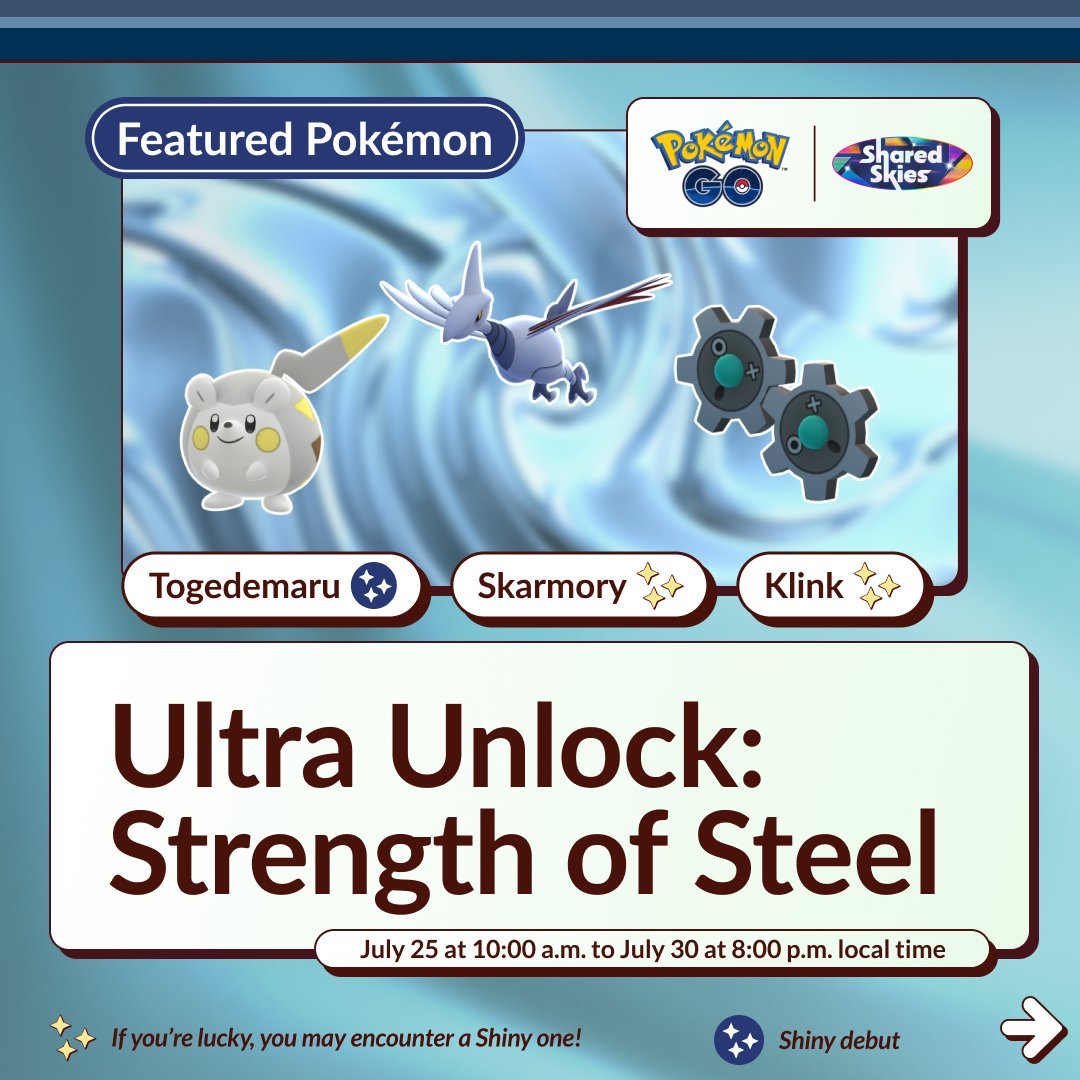 Featured Pokémon
POKéMON™
GO
Shared
Skies
Togedemaru
Skarmory
Klink
Ultra Unlock:
Strength of Steel
July 25 at 10:00 a.m. to July 30 at 8:00 p.m. local time
If you’re lucky, you may encounter a Shiny one!
Shiny debut